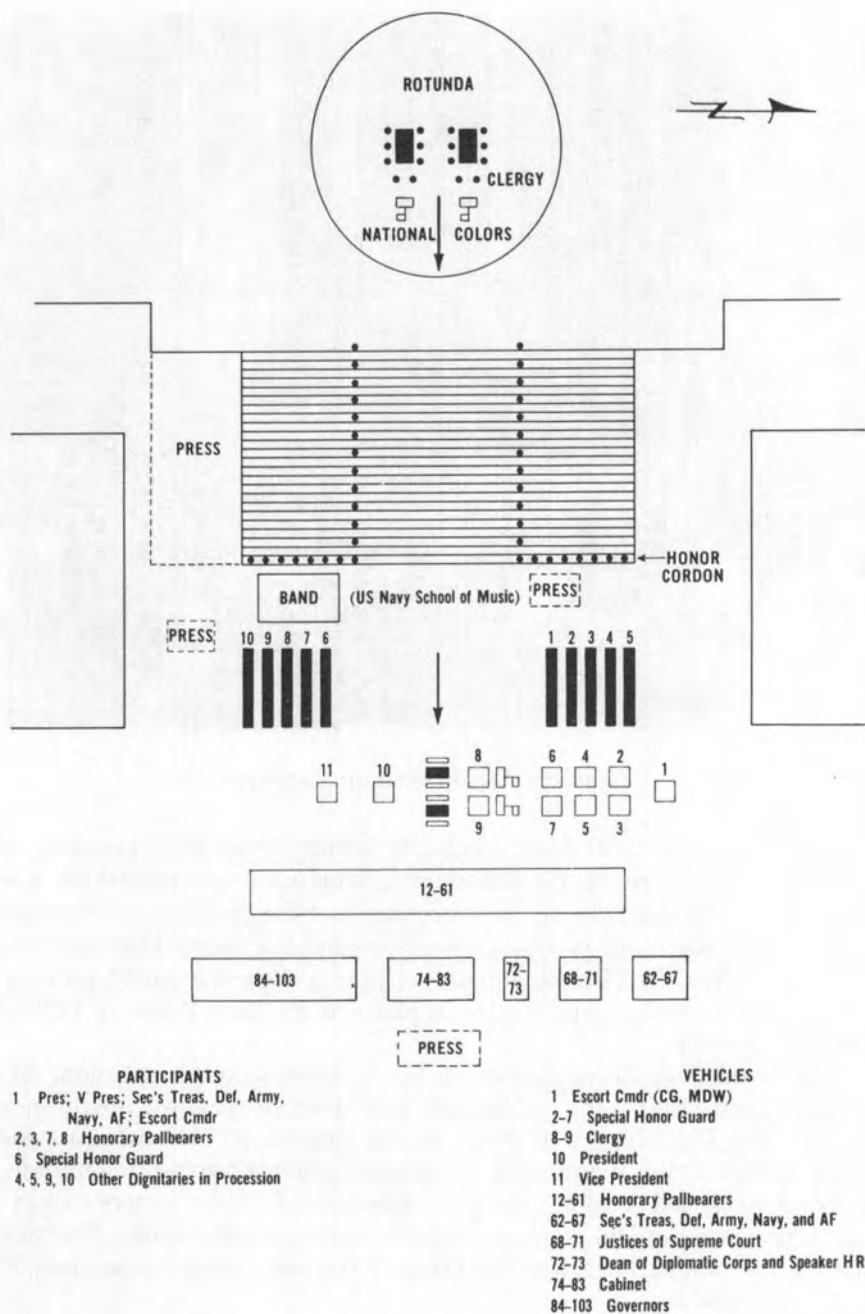 ROTUNDA
CLERGY
NATIONAL COLORS
PRESS
HONOR
CORDON
BAND
(US Navy School of Music)
PRESS
PRESS
10 9 8 7 6
1 2 3 4 5
11
10
8
6
4
2
1
9
7
5
3
12–61
84–103
74–83
72–
73
68–71
62–67
PRESS
PARTICIPANTS
1 Pres; V Pres; Sec's Treas, Def, Army,
Navy, AF; Escort Cmdr
2, 3, 7, 8 Honorary Pallbearers
6 Special Honor Guard
4, 5, 9, 10 Other Dignitaries in Procession
VEHICLES
1 Escort Cmdr (CG, MDW)
2–7 Special Honor Guard
8–9 Clergy
10 President
11 Vice President
12–61 Honorary Pallbearers
62–67 Sec's Treas, Def, Army, Navy, and AF
68–71 Justices of Supreme Court
72–73 Dean of Diplomatic Corps and Speaker HR
74–83 Cabinet
84–103 Governors